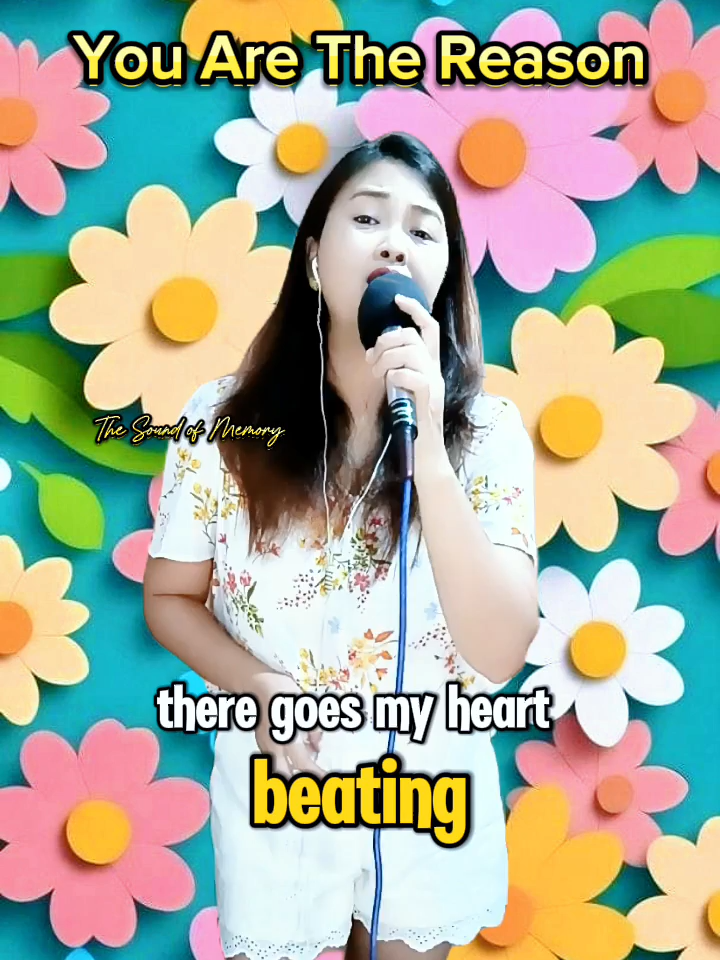 You Are The Reason
The Sound of Memory
there goes my heart
beating